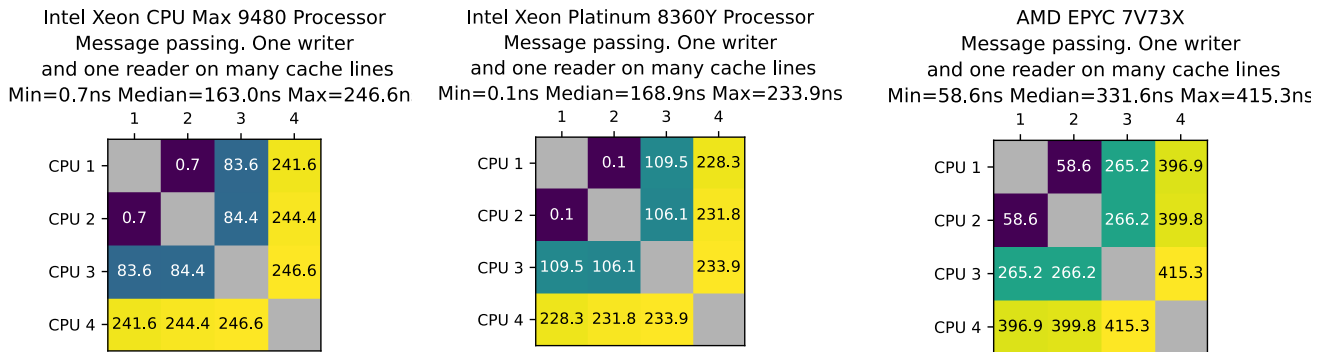 Intel Xeon CPU Max 9480 Processor
Message passing. One writer
and one reader on many cache lines
Min=0.7ns Median=163.0ns Max=246.6n
1 2 3 4
CPU 1 0.7 83.6 241.6
CPU 2 0.7 84.4 244.4
CPU 3 83.6 84.4 246.6
CPU 4 241.6 244.4 246.6
Intel Xeon Platinum 8360Y Processor
Message passing. One writer
and one reader on many cache lines
Min=0.1ns Median=168.9ns Max=233.9ns
1 2 3 4
CPU 1 0.1 109.5 228.3
CPU 2 0.1 106.1 231.8
CPU 3 109.5 106.1 233.9
CPU 4 228.3 231.8 233.9
AMD EPYC 7V73X
Message passing. One writer
and one reader on many cache lines
Min=58.6ns Median=331.6ns Max=415.3ns
1 2 3 4
CPU 1 58.6 265.2 396.9
CPU 2 58.6 266.2 399.8
CPU 3 265.2 266.2 415.3
CPU 4 396.9 399.8 415.3